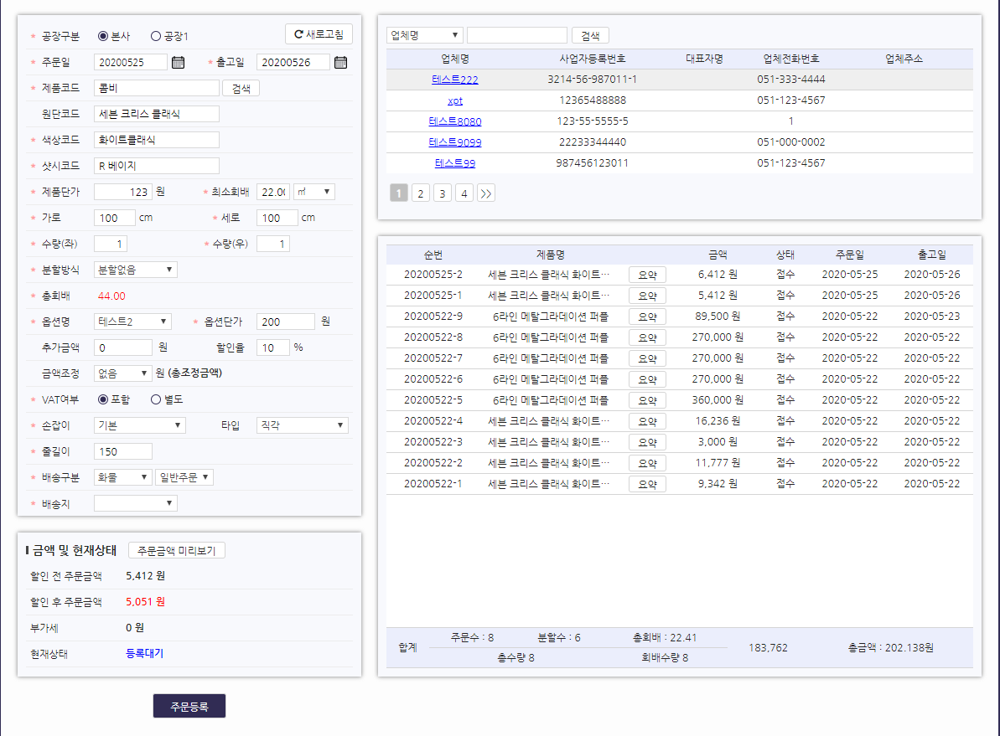 * 공장구분 본사 공장1 새로고침
* 주문일 20200525 * 출고일 20200526
* 제품코드 콤비 검색
원단코드 세븐 크리스 클래식
* 색상코드 화이트클래식
* 샷시코드 R 베이지
* 제품단가 123 원 * 최소회배 22.00 ㎡
* 가로 100 cm * 세로 100 cm
* 수량(좌) 1 * 수량(우) 1
* 분할방식 분할없음
* 총회배 44.00
* 옵션명 테스트2 * 옵션단가 200 원
추가금액 0 원 할인율 10 %
금액조정 없음 원 (총조정금액)
* VAT여부 포함 별도
* 손잡이 기본 타입 직각
* 줄길이 150
* 배송구분 화물 일반주문
* 배송지
금액 및 현재상태 주문금액 미리보기
할인 전 주문금액 5,412 원
할인 후 주문금액 5,051 원
부가세 0 원
현재상태 등록대기
주문등록
업체명 검색
업체명 사업자등록번호 대표자명 업체전화번호 업체주소
테스트222 3214-56-987011-1 051-333-4444
xpt 12365488888 051-123-4567
테스트8080 123-55-5555-5 1
테스트9099 22233344440 051-000-0002
테스트99 987456123011 051-123-4567
1 2 3 4 >>
순번 제품명 금액 상태 주문일 출고일
20200525-2 세븐 크리스 클래식 화이트… 요약 6,412 원 접수 2020-05-25 2020-05-26
20200525-1 세븐 크리스 클래식 화이트… 요약 5,412 원 접수 2020-05-25 2020-05-26
20200522-9 6라인 메탈그라데이션 퍼플 요약 89,500 원 접수 2020-05-22 2020-05-23
20200522-8 6라인 메탈그라데이션 퍼플 요약 270,000 원 접수 2020-05-22 2020-05-22
20200522-7 6라인 메탈그라데이션 퍼플 요약 270,000 원 접수 2020-05-22 2020-05-22
20200522-6 6라인 메탈그라데이션 퍼플 요약 270,000 원 접수 2020-05-22 2020-05-22
20200522-5 6라인 메탈그라데이션 퍼플 요약 360,000 원 접수 2020-05-22 2020-05-22
20200522-4 세븐 크리스 클래식 화이트… 요약 16,236 원 접수 2020-05-22 2020-05-22
20200522-3 세븐 크리스 클래식 화이트… 요약 3,000 원 접수 2020-05-22 2020-05-22
20200522-2 세븐 크리스 클래식 화이트… 요약 11,777 원 접수 2020-05-22 2020-05-22
20200522-1 세븐 크리스 클래식 화이트… 요약 9,342 원 접수 2020-05-22 2020-05-22
주문수 : 8 분할수 : 6 총회배 : 22.41
합계 183,762 총금액 : 202.138원
총수량 8 회배수량 8